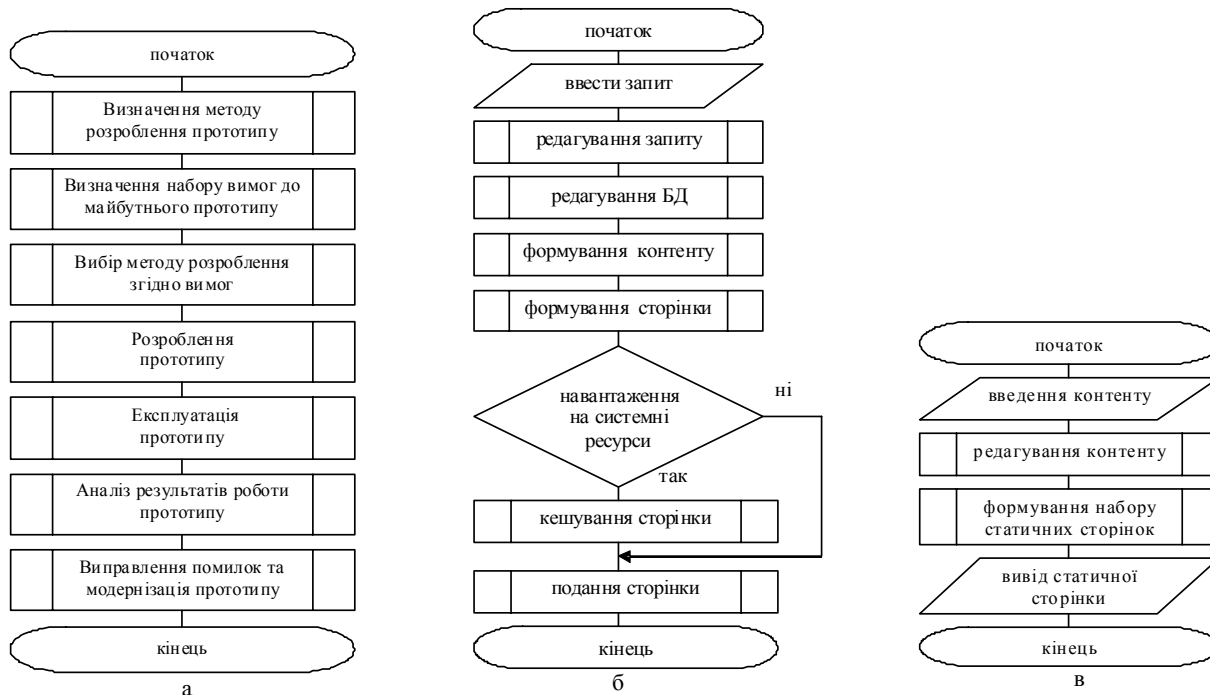 початок
Визначення методу
розроблення прототипу
Визначення набору вимог до
майбутнього прототипу
Вибір методу розроблення
згідно вимог
Розроблення
прототипу
Експлуатація
прототипу
Аналіз результатів роботи
прототипу
Виправлення помилок та
модернізація прототипу
кінець
а
початок
ввести запит
редагування запиту
редагування БД
формування контенту
формування сторінки
навантаження
на системні
ресурси
ні
так
кешування сторінки
подання сторінки
кінець
б
початок
введення контенту
редагування контенту
формування набору
статичних сторінок
вивід статичної
сторінки
кінець
в